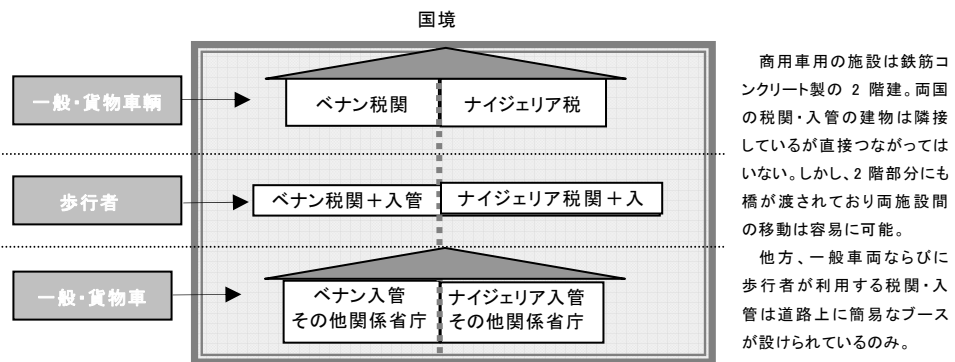 国境
一般・貨物車輌
ベナン税関
ナイジェリア税
歩行者
ベナン税関＋入管
ナイジェリア税関＋入
一般・貨物車
ベナン入管
その他関係省庁
ナイジェリア入管
その他関係省庁
商用車用の施設は鉄筋コ
ンクリート製の 2 階建。両国
の税関・入管の建物は隣接
しているが直接つながっては
いない。しかし、2 階部分にも
橋が渡されており両施設間
の移動は容易に可能。
他方、一般車両ならびに
歩行者が利用する税関・入
管は道路上に簡易なブース
が設けられているのみ。